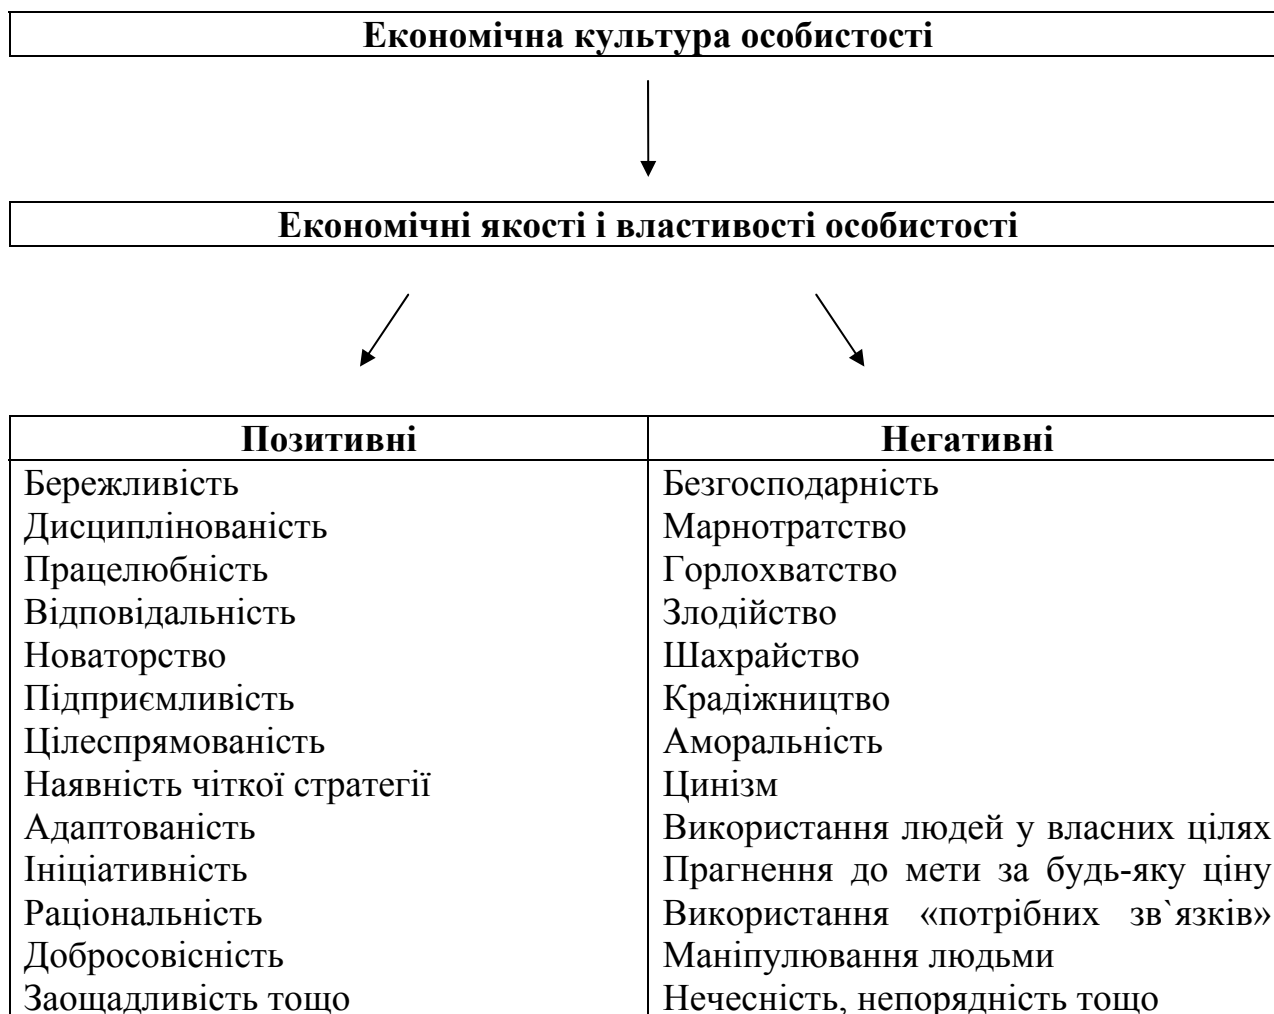 Економічна культура особистості
Економічні якості і властивості особистості
Позитивні
Бережливість
Дисциплінованість
Працелюбність
Відповідальність
Новаторство
Підприємливість
Цілеспрямованість
Наявність чіткої стратегії
Адаптованість
Ініціативність
Раціональність
Добросовісність
Заощадливість тощо
Негативні
Безгосподарність
Марнотратство
Горлохватство
Злодійство
Шахрайство
Крадіжництво
Аморальність
Цинізм
Використання людей у власних цілях
Прагнення до мети за будь-яку ціну
Використання «потрібних зв`язків»
Маніпулювання людьми
Нечесність, непорядність тощо